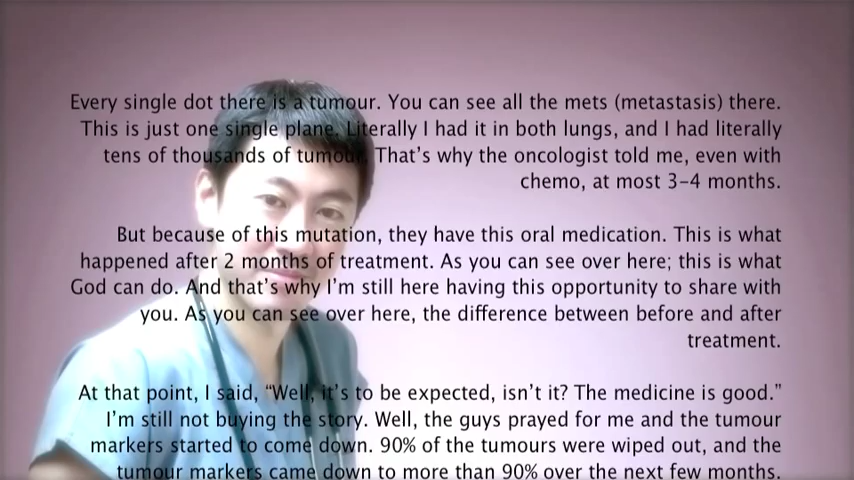 Every single dot there is a tumour. You can see all the mets (metastasis) there.
This is just one single plane. Literally I had it in both lungs, and I had literally
tens of thousands of tumour. That’s why the oncologist told me, even with
chemo, at most 3-4 months.
But because of this mutation, they have this oral medication. This is what
happened after 2 months of treatment. As you can see over here; this is what
God can do. And that’s why I’m still here having this opportunity to share with
you. As you can see over here, the difference between before and after
treatment.
At that point, I said, “Well, it’s to be expected, isn’t it? The medicine is good.”
I’m still not buying the story. Well, the guys prayed for me and the tumour
markers started to come down. 90% of the tumours were wiped out, and the
tumour markers came down to more than 90% over the next few months.